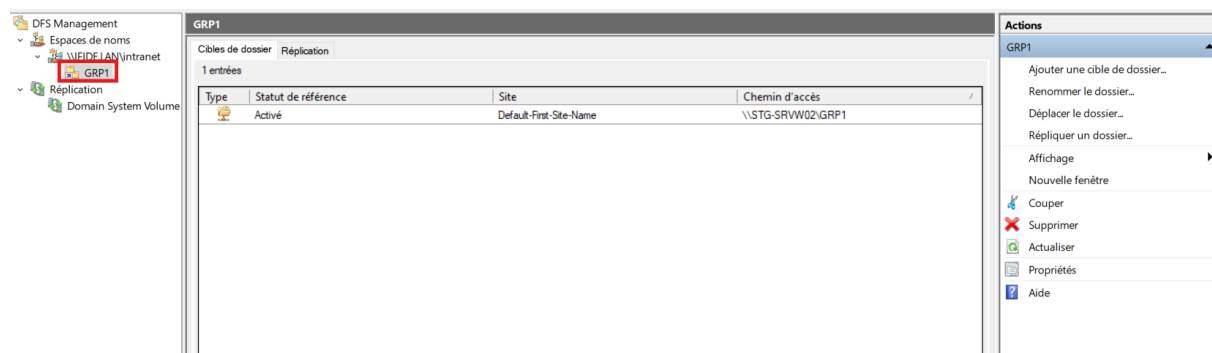 DFS Management
Espaces de noms
\\IFIDE.LAN\intranet
GRP1
Réplication
Domain System Volume
GRP1
Cibles de dossier Réplication
1 entrées
Type Statut de référence Site Chemin d'accès
Activé Default-First-Site-Name \\STG-SRVW02\GRP1
Actions
GRP1
Ajouter une cible de dossier...
Renommer le dossier...
Déplacer le dossier...
Répliquer un dossier...
Affichage
Nouvelle fenêtre
Couper
Supprimer
Actualiser
Propriétés
Aide